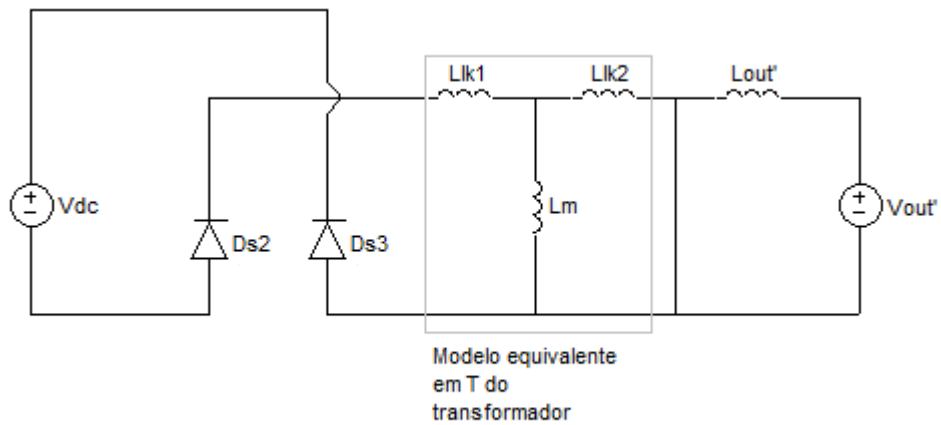 Llk1
Llk2
Lout'
Vdc
Ds2
Ds3
Lm
Vout'
Modelo equivalente
em T do
transformador